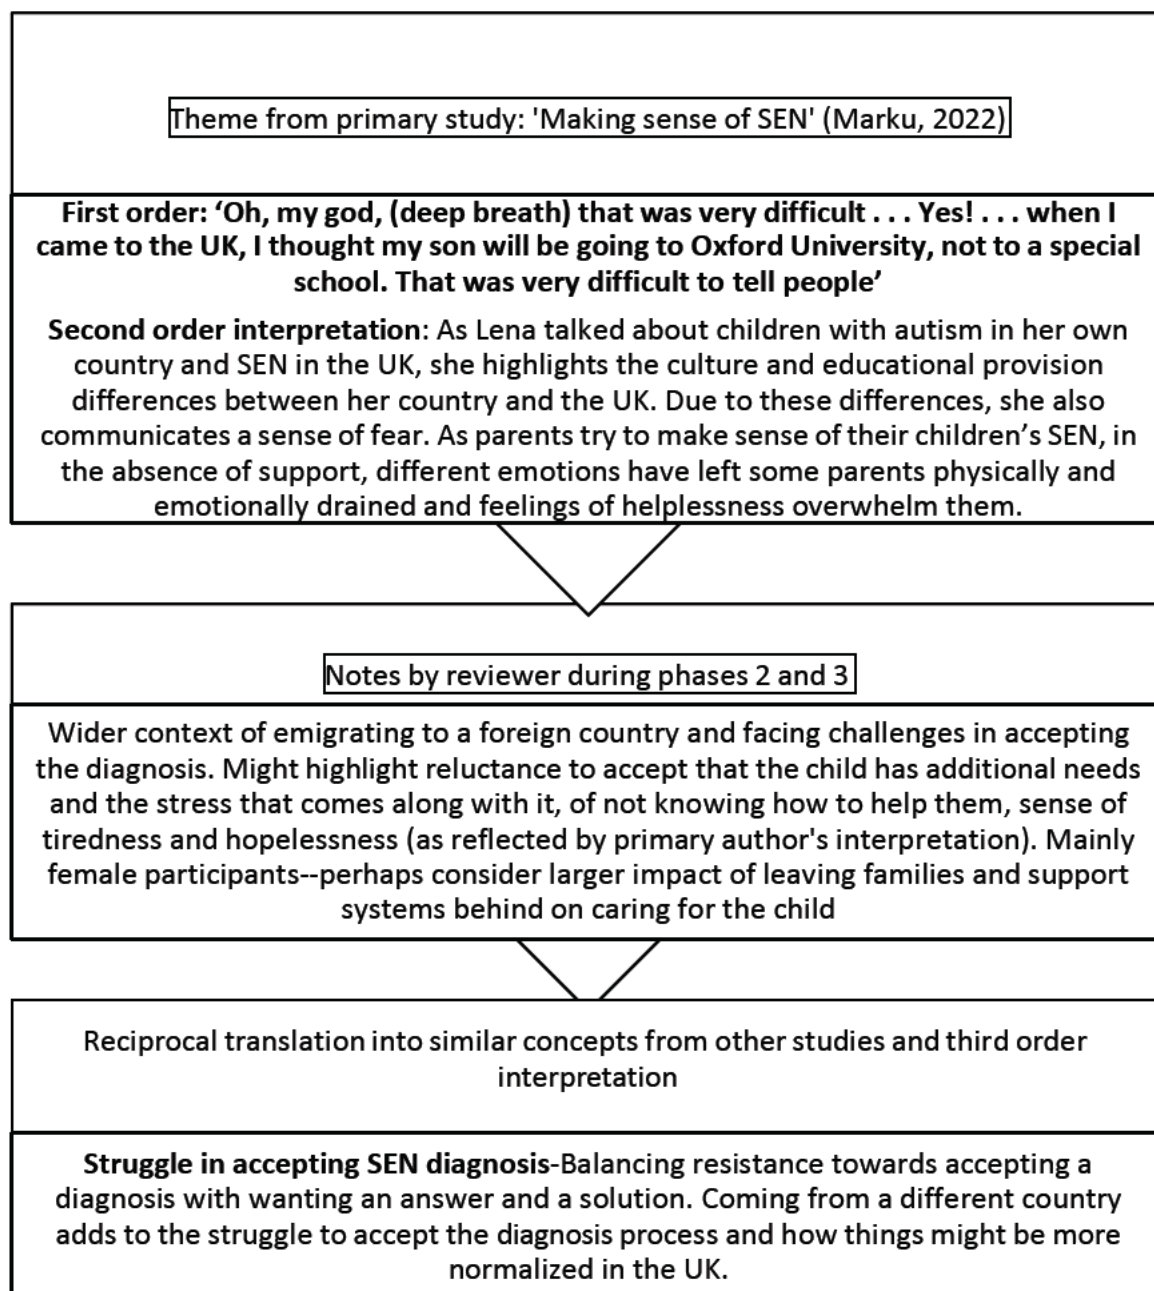 Theme from primary study: 'Making sense of SEN' (Marku, 2022)
First order: ‘Oh, my god, (deep breath) that was very difficult . . . Yes! . . . when I
came to the UK, I thought my son will be going to Oxford University, not to a special
school. That was very difficult to tell people’
Second order interpretation: As Lena talked about children with autism in her own
country and SEN in the UK, she highlights the culture and educational provision
differences between her country and the UK. Due to these differences, she also
communicates a sense of fear. As parents try to make sense of their children’s SEN, in
the absence of support, different emotions have left some parents physically and
emotionally drained and feelings of helplessness overwhelm them.
Notes by reviewer during phases 2 and 3
Wider context of emigrating to a foreign country and facing challenges in accepting
the diagnosis. Might highlight reluctance to accept that the child has additional needs
and the stress that comes along with it, of not knowing how to help them, sense of
tiredness and hopelessness (as reflected by primary author's interpretation). Mainly
female participants--perhaps consider larger impact of leaving families and support
systems behind on caring for the child
Reciprocal translation into similar concepts from other studies and third order
interpretation
Struggle in accepting SEN diagnosis-Balancing resistance towards accepting a
diagnosis with wanting an answer and a solution. Coming from a different country
adds to the struggle to accept the diagnosis process and how things might be more
normalized in the UK.